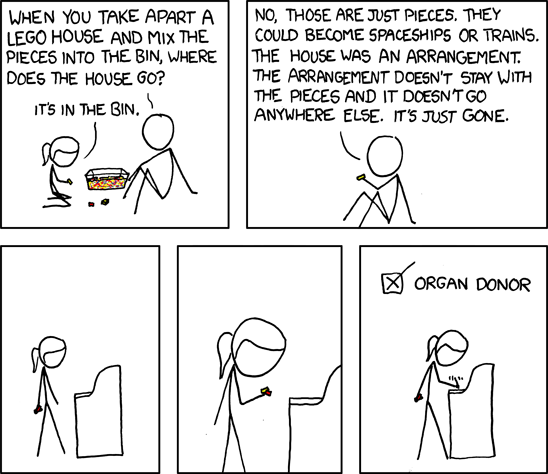 WHEN YOU TAKE APART A
LEGO HOUSE AND MIX THE
PIECES INTO THE BIN, WHERE
DOES THE HOUSE GO?
IT'S IN THE BIN.
NO, THOSE ARE JUST PIECES. THEY
COULD BECOME SPACESHIPS OR TRAINS.
THE HOUSE WAS AN ARRANGEMENT.
THE ARRANGEMENT DOESN'T STAY WITH
THE PIECES AND IT DOESN'T GO
ANYWHERE ELSE. IT'S JUST GONE.
ORGAN DONOR